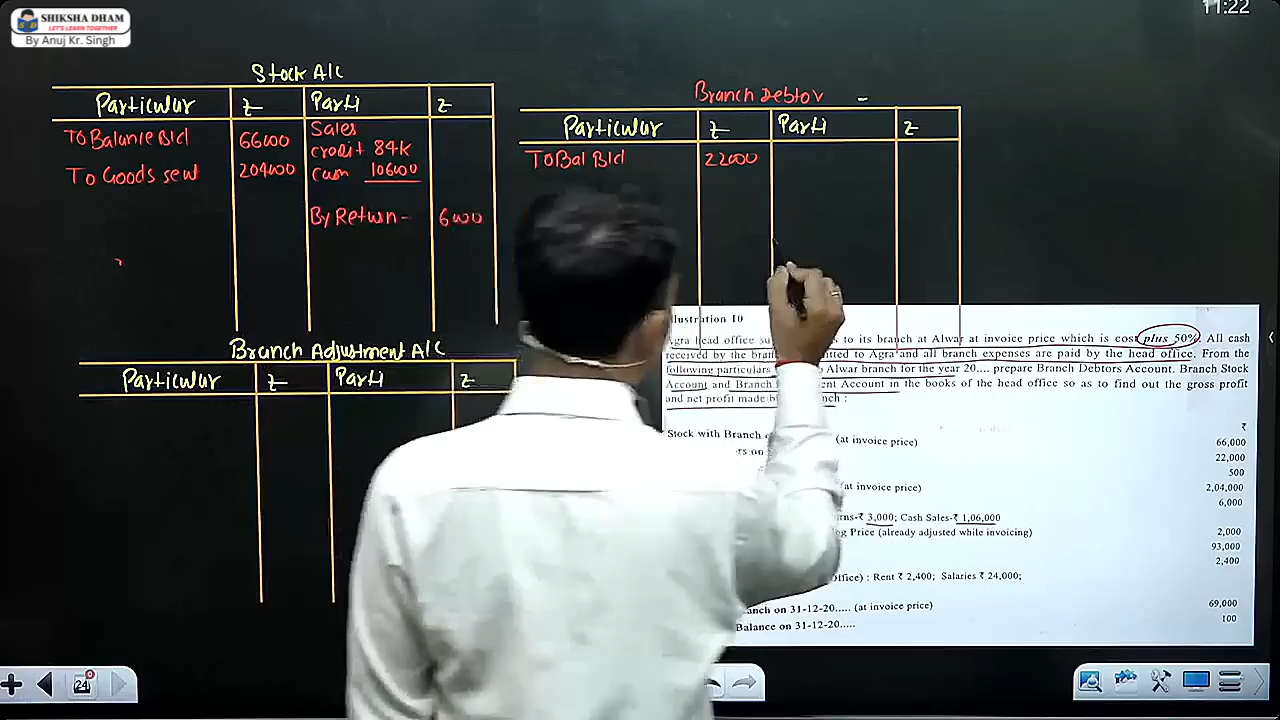 11:22
SHIKSHA DHAM
LET'S LEARN TOGETHER
By Anuj Kr. Singh
Stock A/C
Particular ₹ Parti ₹
To Balance B/d 66000 Sales
credit 84K
To Goods sent 204000 cash 106000
By Return - 6000
Branch Debtor -
Particular ₹ Parti ₹
To Bal B/d 22000
Branch Adjustment A/C
Particular ₹ Parti ₹
llustration 10
Agra head office su to its branch at Alwar at invoice price which is cost plus 50%. All cash
received by the bran mitted to Agra and all branch expenses are paid by the head office. From the
following particulars Alwar branch for the year 20.... prepare Branch Debtors Account. Branch Stock
Account and Branch ent Account in the books of the head office so as to find out the gross profit
and net profit made b nch :
₹
Stock with Branch (at invoice price) 66,000
22,000
500
(at invoice price) 2,04,000
6,000
rns-₹ 3,000; Cash Sales-₹ 1,06,000
g Price (already adjusted while invoicing) 2,000
93,000
2,400
ffice) : Rent ₹ 2,400; Salaries ₹ 24,000;
anch on 31-12-20..... (at invoice price) 69,000
Balance on 31-12-20..... 100
24